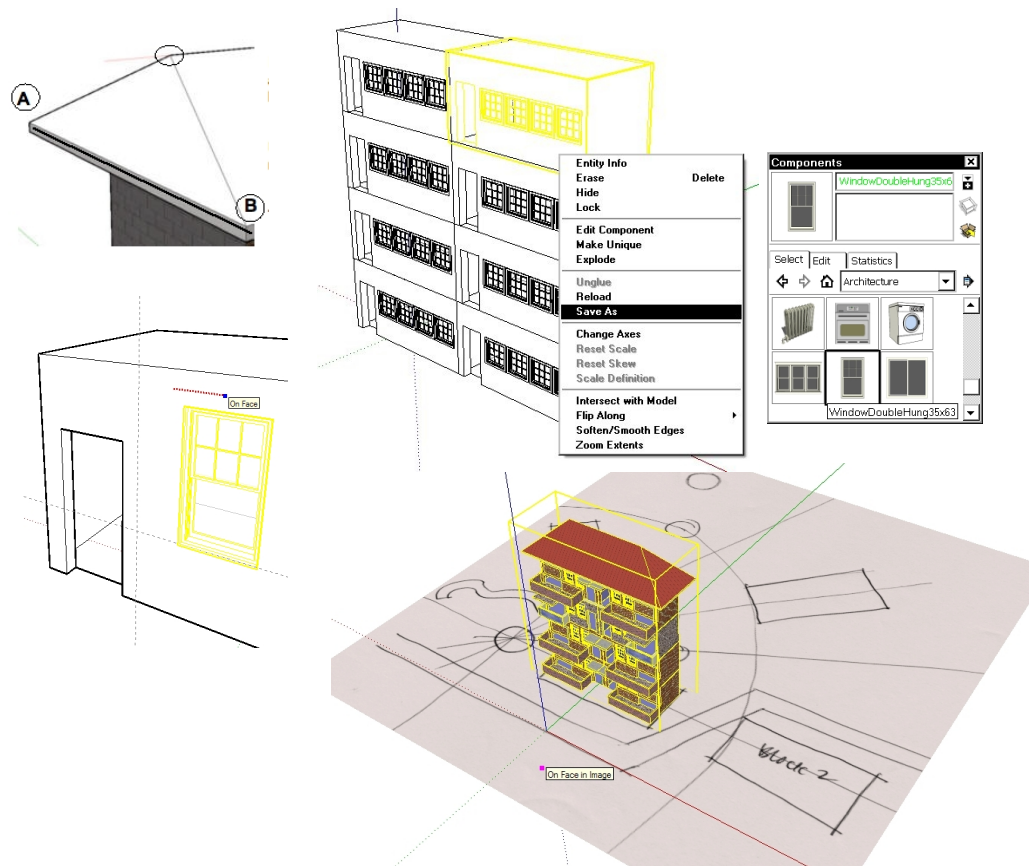 A
B
Entity Info
Erase Delete
Hide
Lock
Edit Component
Make Unique
Explode
Unglue
Reload
Save As
Change Axes
Reset Scale
Reset Skew
Scale Definition
Intersect with Model
Flip Along
Soften/Smooth Edges
Zoom Extents
Components
WindowDoubleHung35x6
Select Edit Statistics
Architecture
WindowDoubleHung35x63
On Face
Block 2
On Face in Image